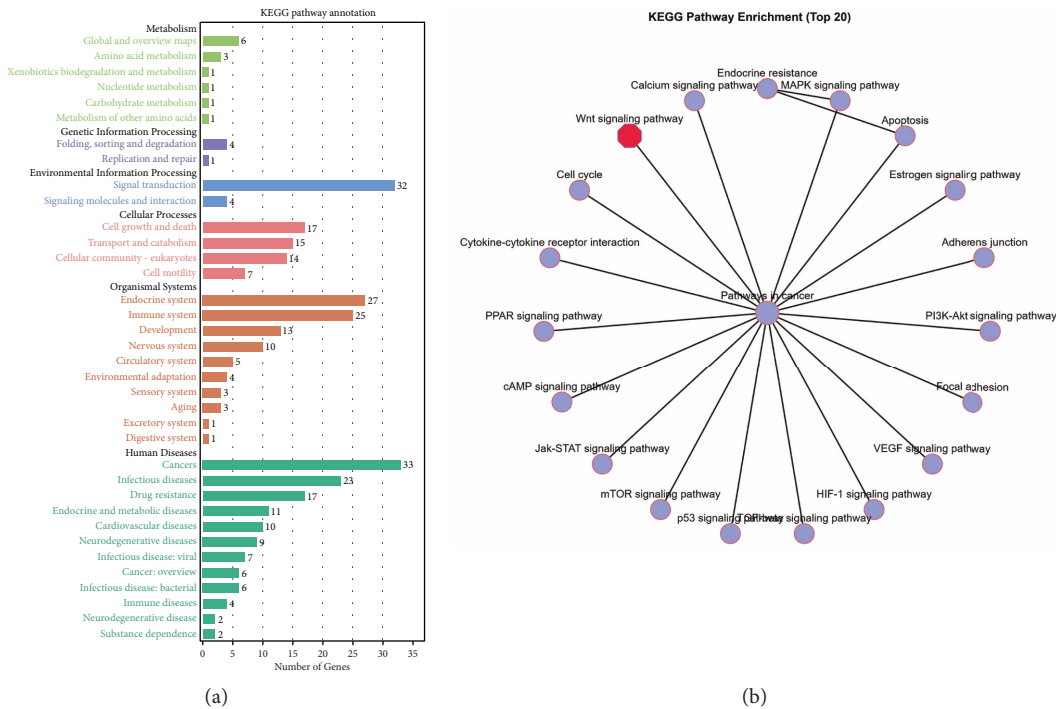 KEGG pathway annotation
Metabolism
Global and overview maps 6
Amino acid metabolism 3
Xenobiotics biodegradation and metabolism 1
Nucleotide metabolism 1
Carbohydrate metabolism 1
Metabolism of other amino acids 1
Genetic Information Processing
Folding, sorting and degradation 4
Replication and repair 1
Environmental Information Processing
Signal transduction 32
Signaling molecules and interaction 4
Cellular Processes
Cell growth and death 17
Transport and catabolism 15
Cellular community - eukaryotes 14
Cell motility 7
Organismal Systems
Endocrine system 27
Immune system 25
Development 13
Nervous system 10
Circulatory system 5
Environmental adaptation 4
Sensory system 3
Aging 3
Excretory system 1
Digestive system 1
Human Diseases
Cancers 33
Infectious diseases 23
Drug resistance 17
Endocrine and metabolic diseases 11
Cardiovascular diseases 10
Neurodegenerative diseases 9
Infectious disease: viral 7
Cancer: overview 6
Infectious disease: bacterial 6
Immune diseases 4
Neurodegenerative disease 2
Substance dependence 2
0 5 10 15 20 25 30 35
Number of Genes
(a)
KEGG Pathway Enrichment (Top 20)
Endocrine resistance
Calcium signaling pathway
MAPK signaling pathway
Wnt signaling pathway
Apoptosis
Cell cycle
Estrogen signaling pathway
Cytokine-cytokine receptor interaction
Adherens junction
Pathways in cancer
PPAR signaling pathway
PI3K-Akt signaling pathway
cAMP signaling pathway
Focal adhesion
Jak-STAT signaling pathway
VEGF signaling pathway
mTOR signaling pathway
HIF-1 signaling pathway
p53 signaling pathway
TGF-beta signaling pathway
(b)